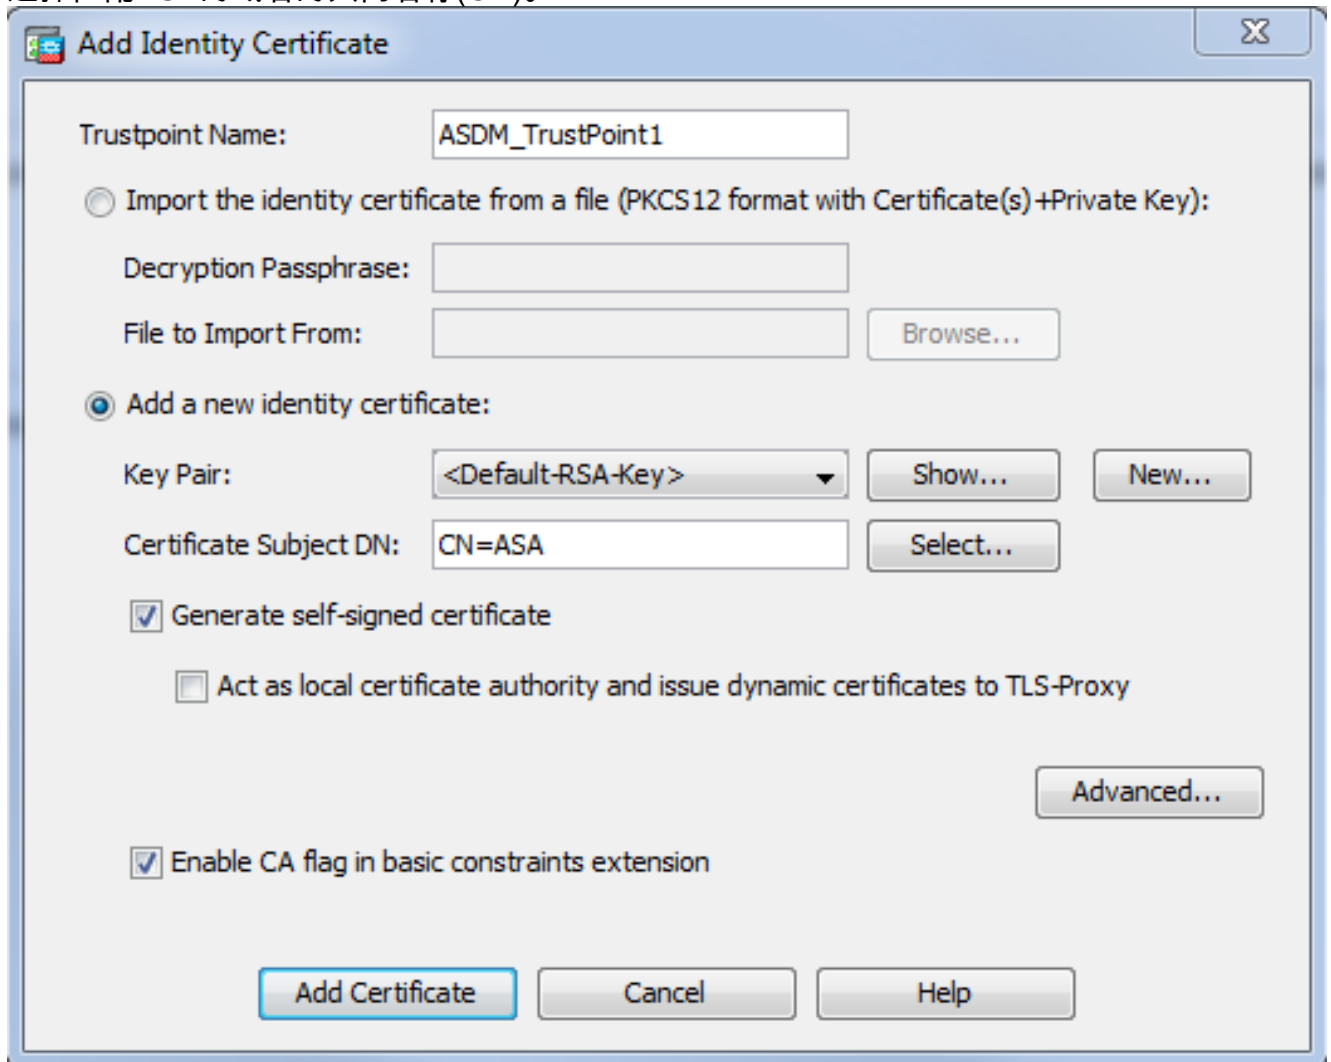 Add Identity Certificate
Trustpoint Name: ASDM_TrustPoint1
Import the identity certificate from a file (PKCS12 format with Certificate(s)+Private Key):
Decryption Passphrase:
File to Import From: Browse...
Add a new identity certificate:
Key Pair: <Default-RSA-Key> Show... New...
Certificate Subject DN: CN=ASA Select...
Generate self-signed certificate
Act as local certificate authority and issue dynamic certificates to TLS-Proxy
Advanced...
Enable CA flag in basic constraints extension
Add Certificate Cancel Help